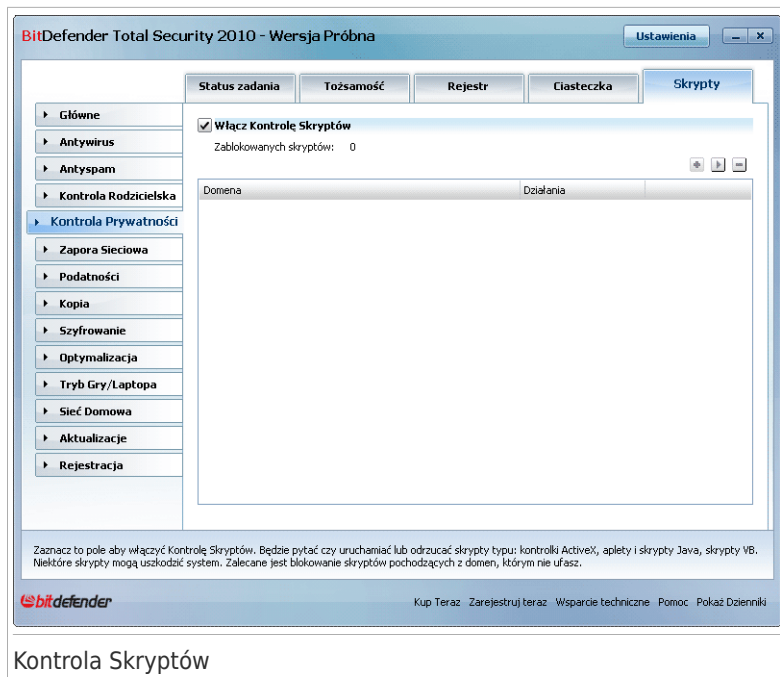 BitDefender Total Security 2010 - Wersja Próbna
Ustawienia
Status zadania Tożsamość Rejestr Ciasteczka Skrypty
Główne
Antywirus
Antyspam
Kontrola Rodzicielska
Kontrola Prywatności
Zapora Sieciowa
Podatności
Kopia
Szyfrowanie
Optymalizacja
Tryb Gry/Laptopa
Sieć Domowa
Aktualizacje
Rejestracja
Włącz Kontrolę Skryptów
Zablokowanych skryptów: 0
Domena Działania
Zaznacz to pole aby włączyć Kontrolę Skryptów. Będzie pytać czy uruchamiać lub odrzucać skrypty typu: kontrolki ActiveX, aplety i skrypty Java, skrypty VB.
Niektóre skrypty mogą uszkodzić system. Zalecane jest blokowanie skryptów pochodzących z domen, którym nie ufasz.
bitdefender
Kup Teraz Zarejestruj teraz Wsparcie techniczne Pomoc Pokaż Dzienniki
Kontrola Skryptów